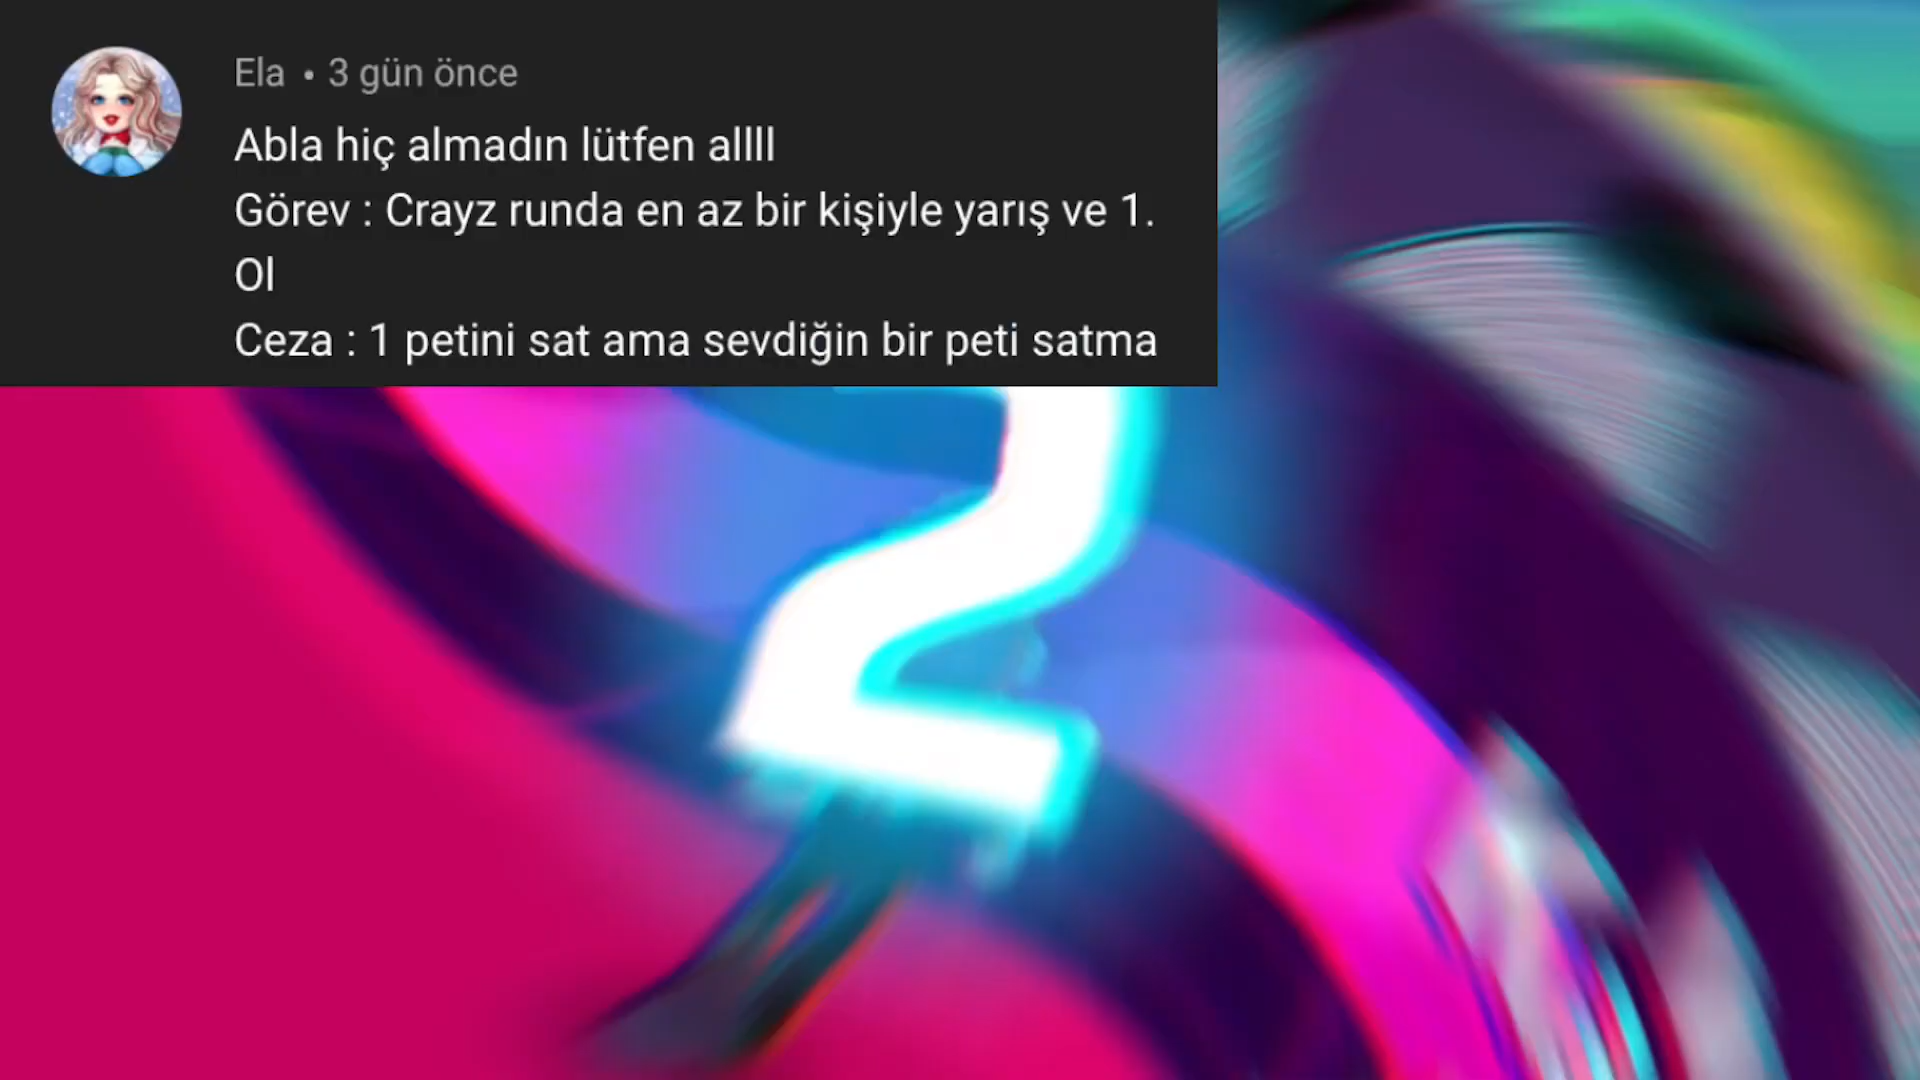 Ela • 3 gün önce
Abla hiç almadın lütfen allll
Görev : Crayz runda en az bir kişiyle yarış ve 1.
Ol
Ceza : 1 petini sat ama sevdiğin bir peti satma
2